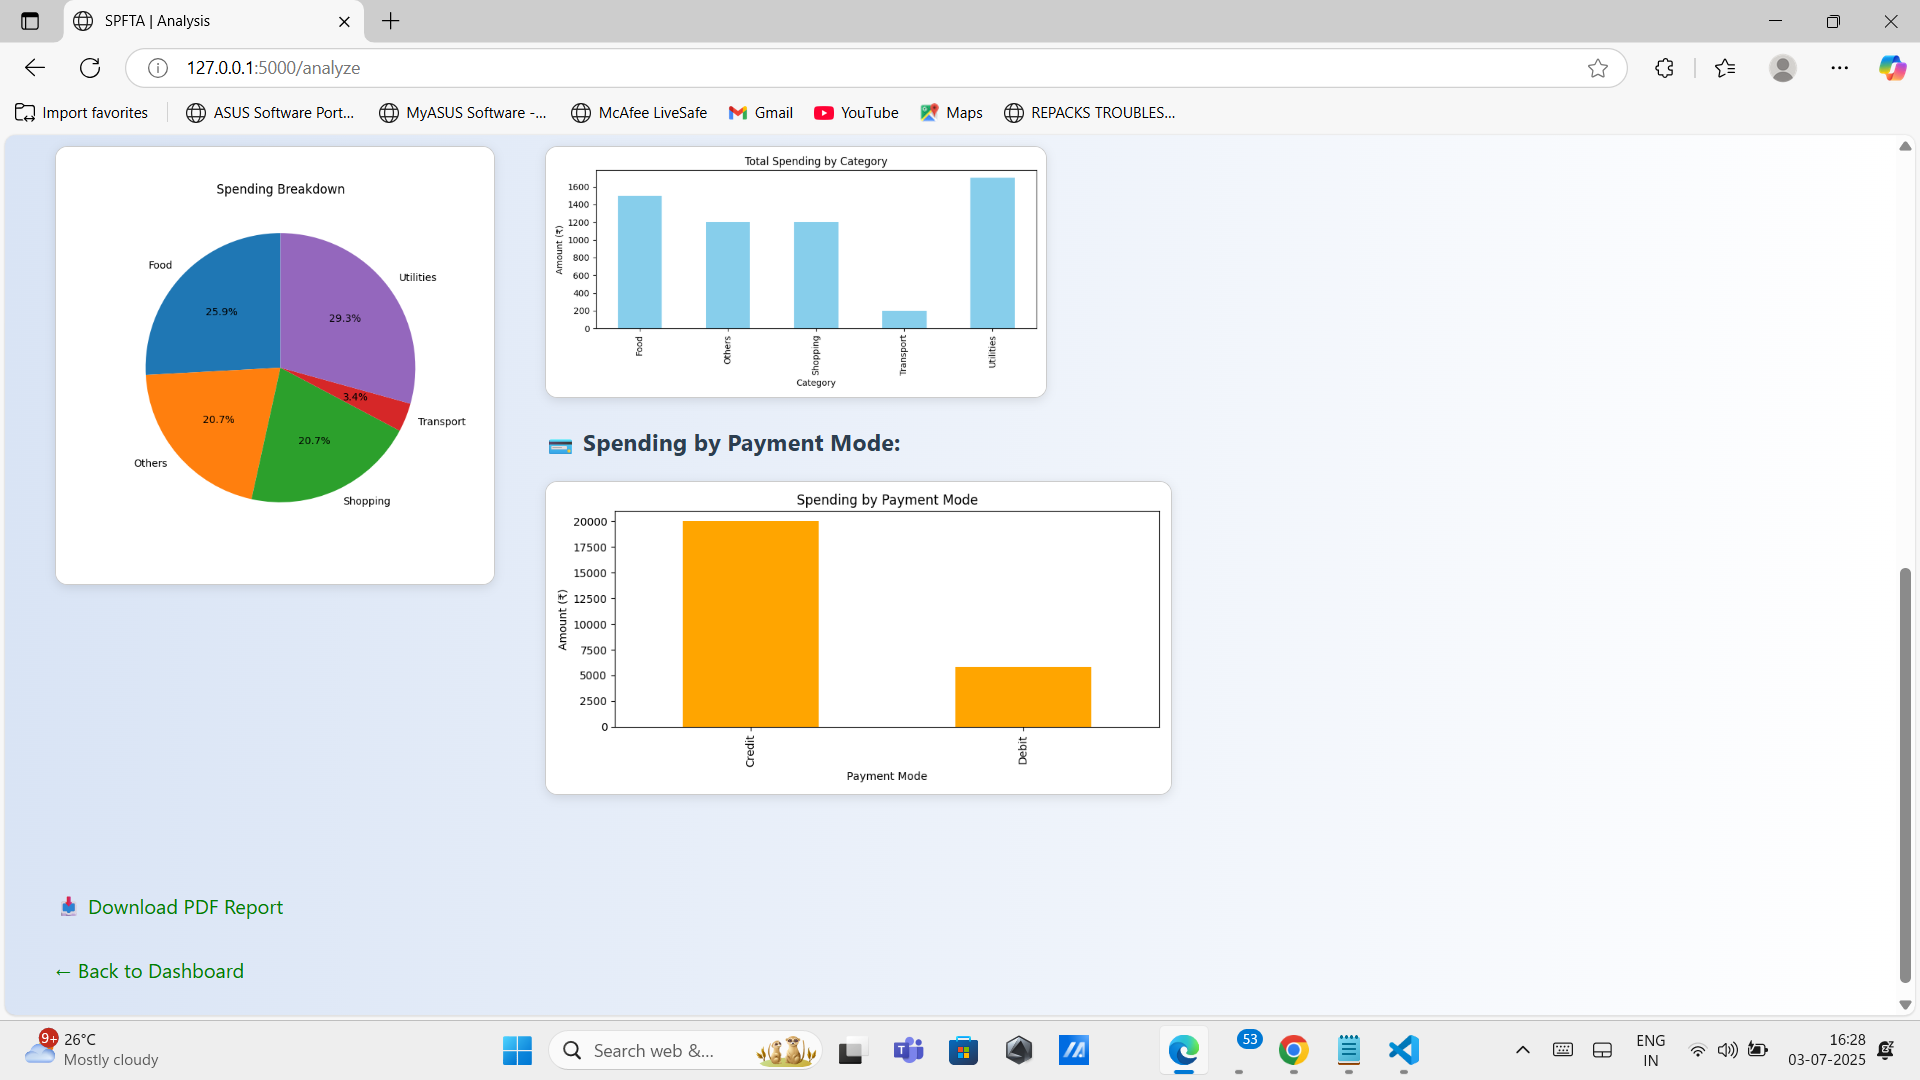 SPFTA | Analysis
127.0.0.1:5000/analyze
Import favorites
ASUS Software Port...
MyASUS Software -...
McAfee LiveSafe
Gmail
YouTube
Maps
REPACKS TROUBLES...
Spending Breakdown
Food
Utilities
25.9%
29.3%
3.4%
20.7%
Transport
20.7%
Others
Shopping
Total Spending by Category
Amount (₹)
1600
1400
1200
1000
800
600
400
200
0
Food
Others
Shopping
Transport
Utilities
Category
Spending by Payment Mode:
Spending by Payment Mode
Amount (₹)
20000
17500
15000
12500
10000
7500
5000
2500
0
Credit
Debit
Payment Mode
Download PDF Report
← Back to Dashboard
9+
26°C
Mostly cloudy
Search web &...
53
ENG
IN
16:28
03-07-2025